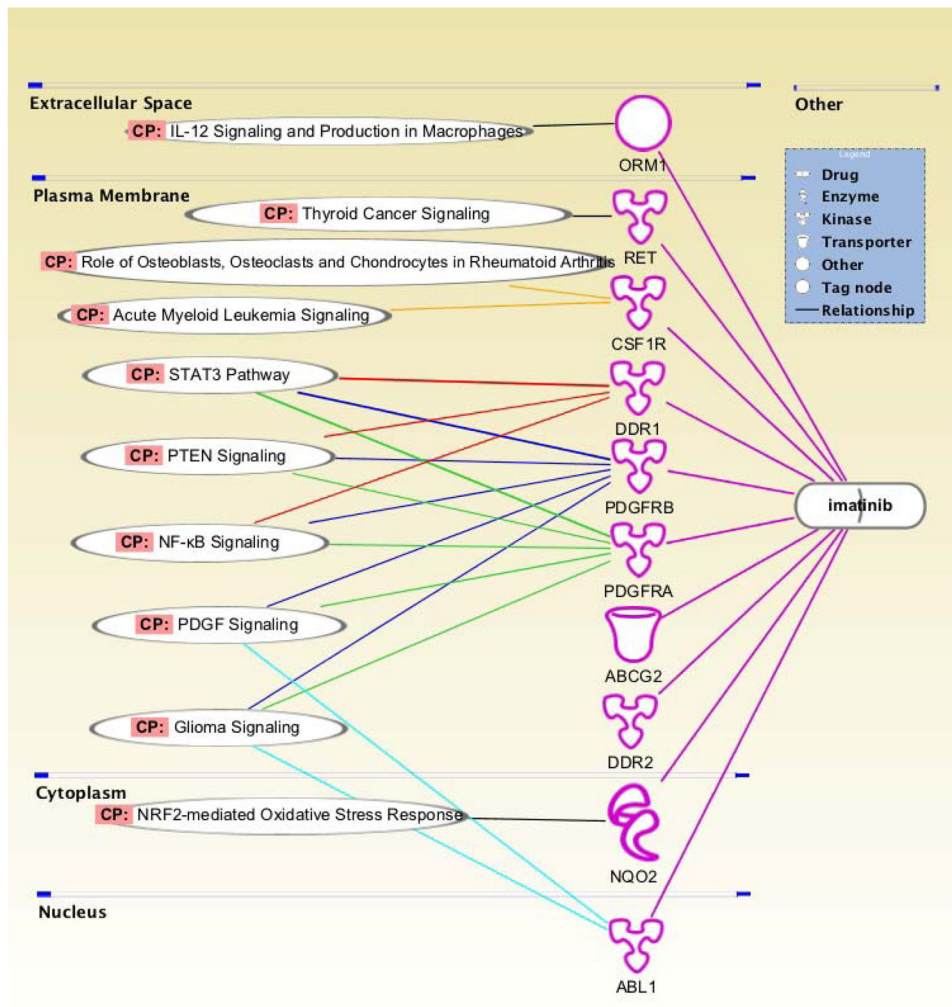 Extracellular Space
Other
CP: IL-12 Signaling and Production in Macrophages
ORM1
Legend
Drug
Enzyme
Kinase
Transporter
Other
Tag node
Relationship
Plasma Membrane
CP: Thyroid Cancer Signaling
RET
CP: Role of Osteoblasts, Osteoclasts and Chondrocytes in Rheumatoid Arthritis
CP: Acute Myeloid Leukemia Signaling
CSF1R
CP: STAT3 Pathway
DDR1
CP: PTEN Signaling
PDGFRB
imatinib
CP: NF-κB Signaling
PDGFRA
CP: PDGF Signaling
ABCG2
CP: Glioma Signaling
DDR2
Cytoplasm
CP: NRF2-mediated Oxidative Stress Response
NQO2
Nucleus
ABL1